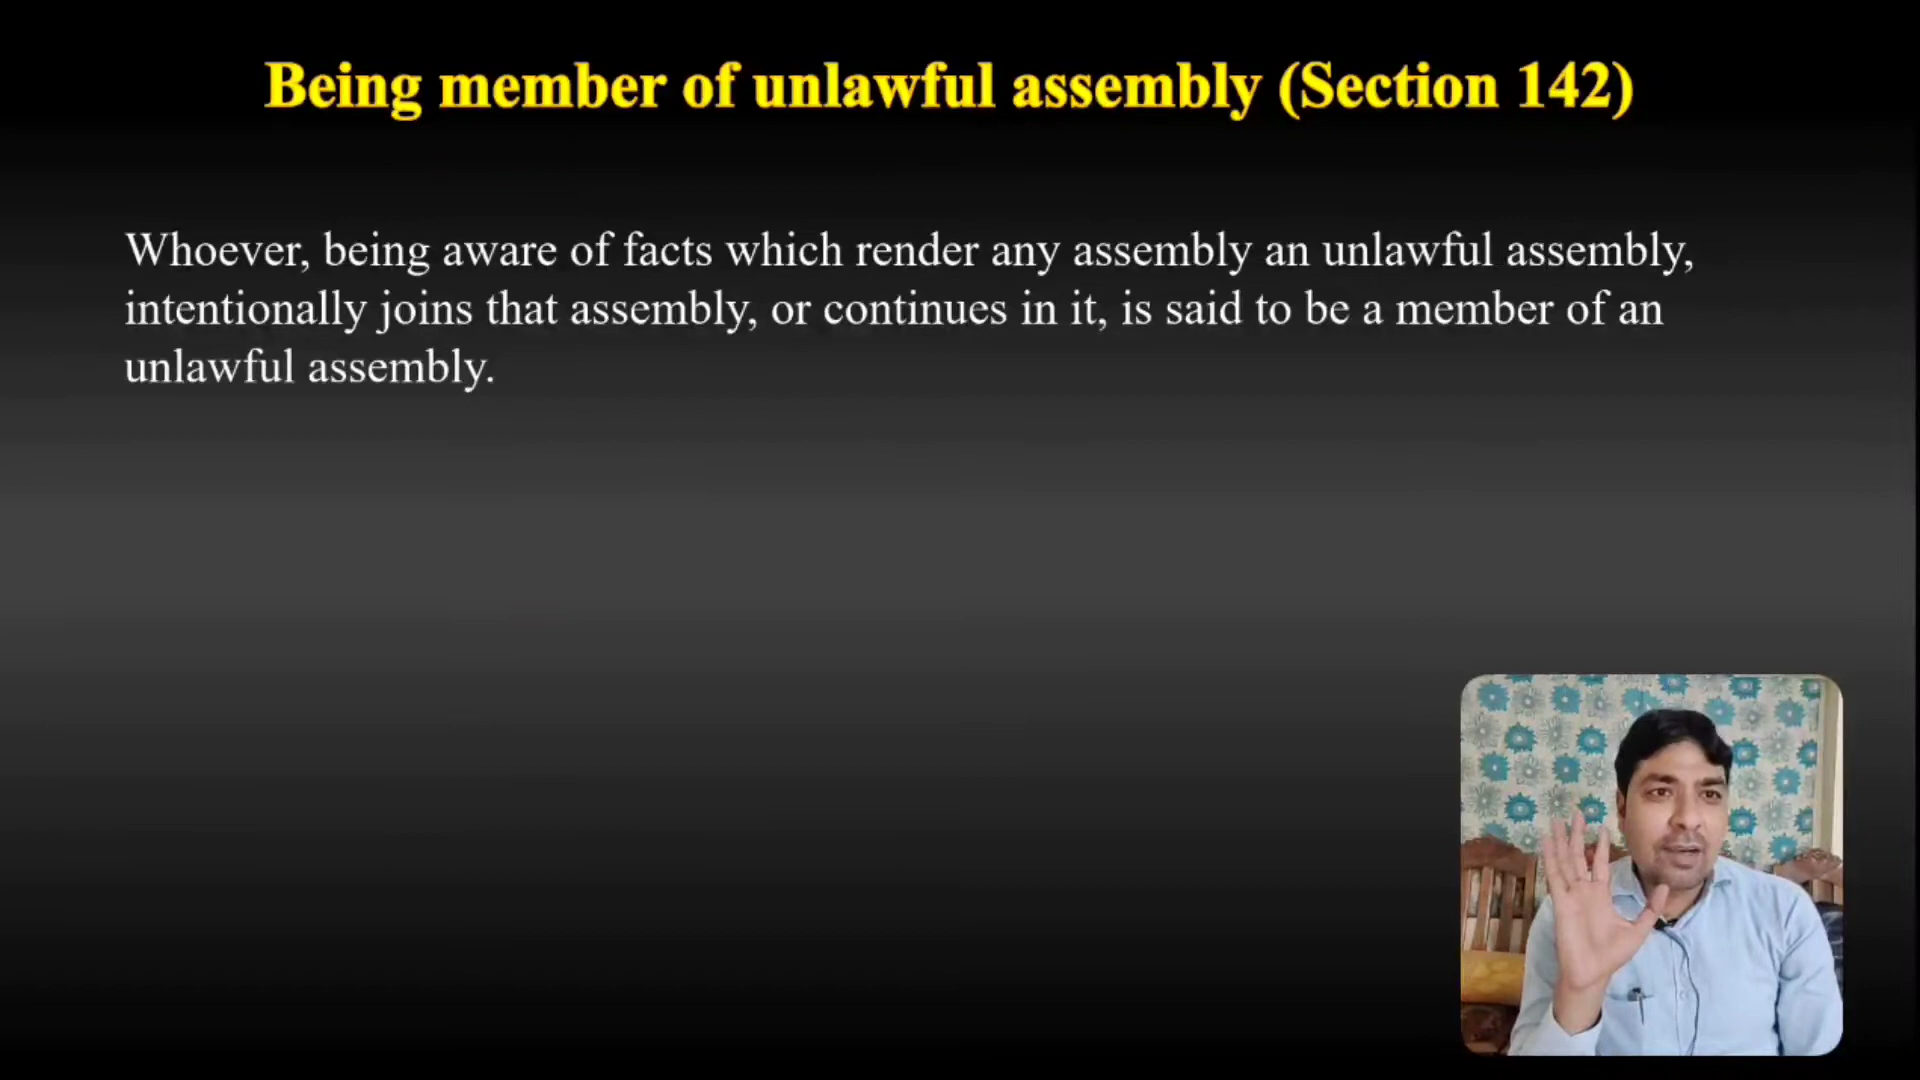 Being member of unlawful assembly (Section 142)
Whoever, being aware of facts which render any assembly an unlawful assembly,
intentionally joins that assembly, or continues in it, is said to be a member of an
unlawful assembly.